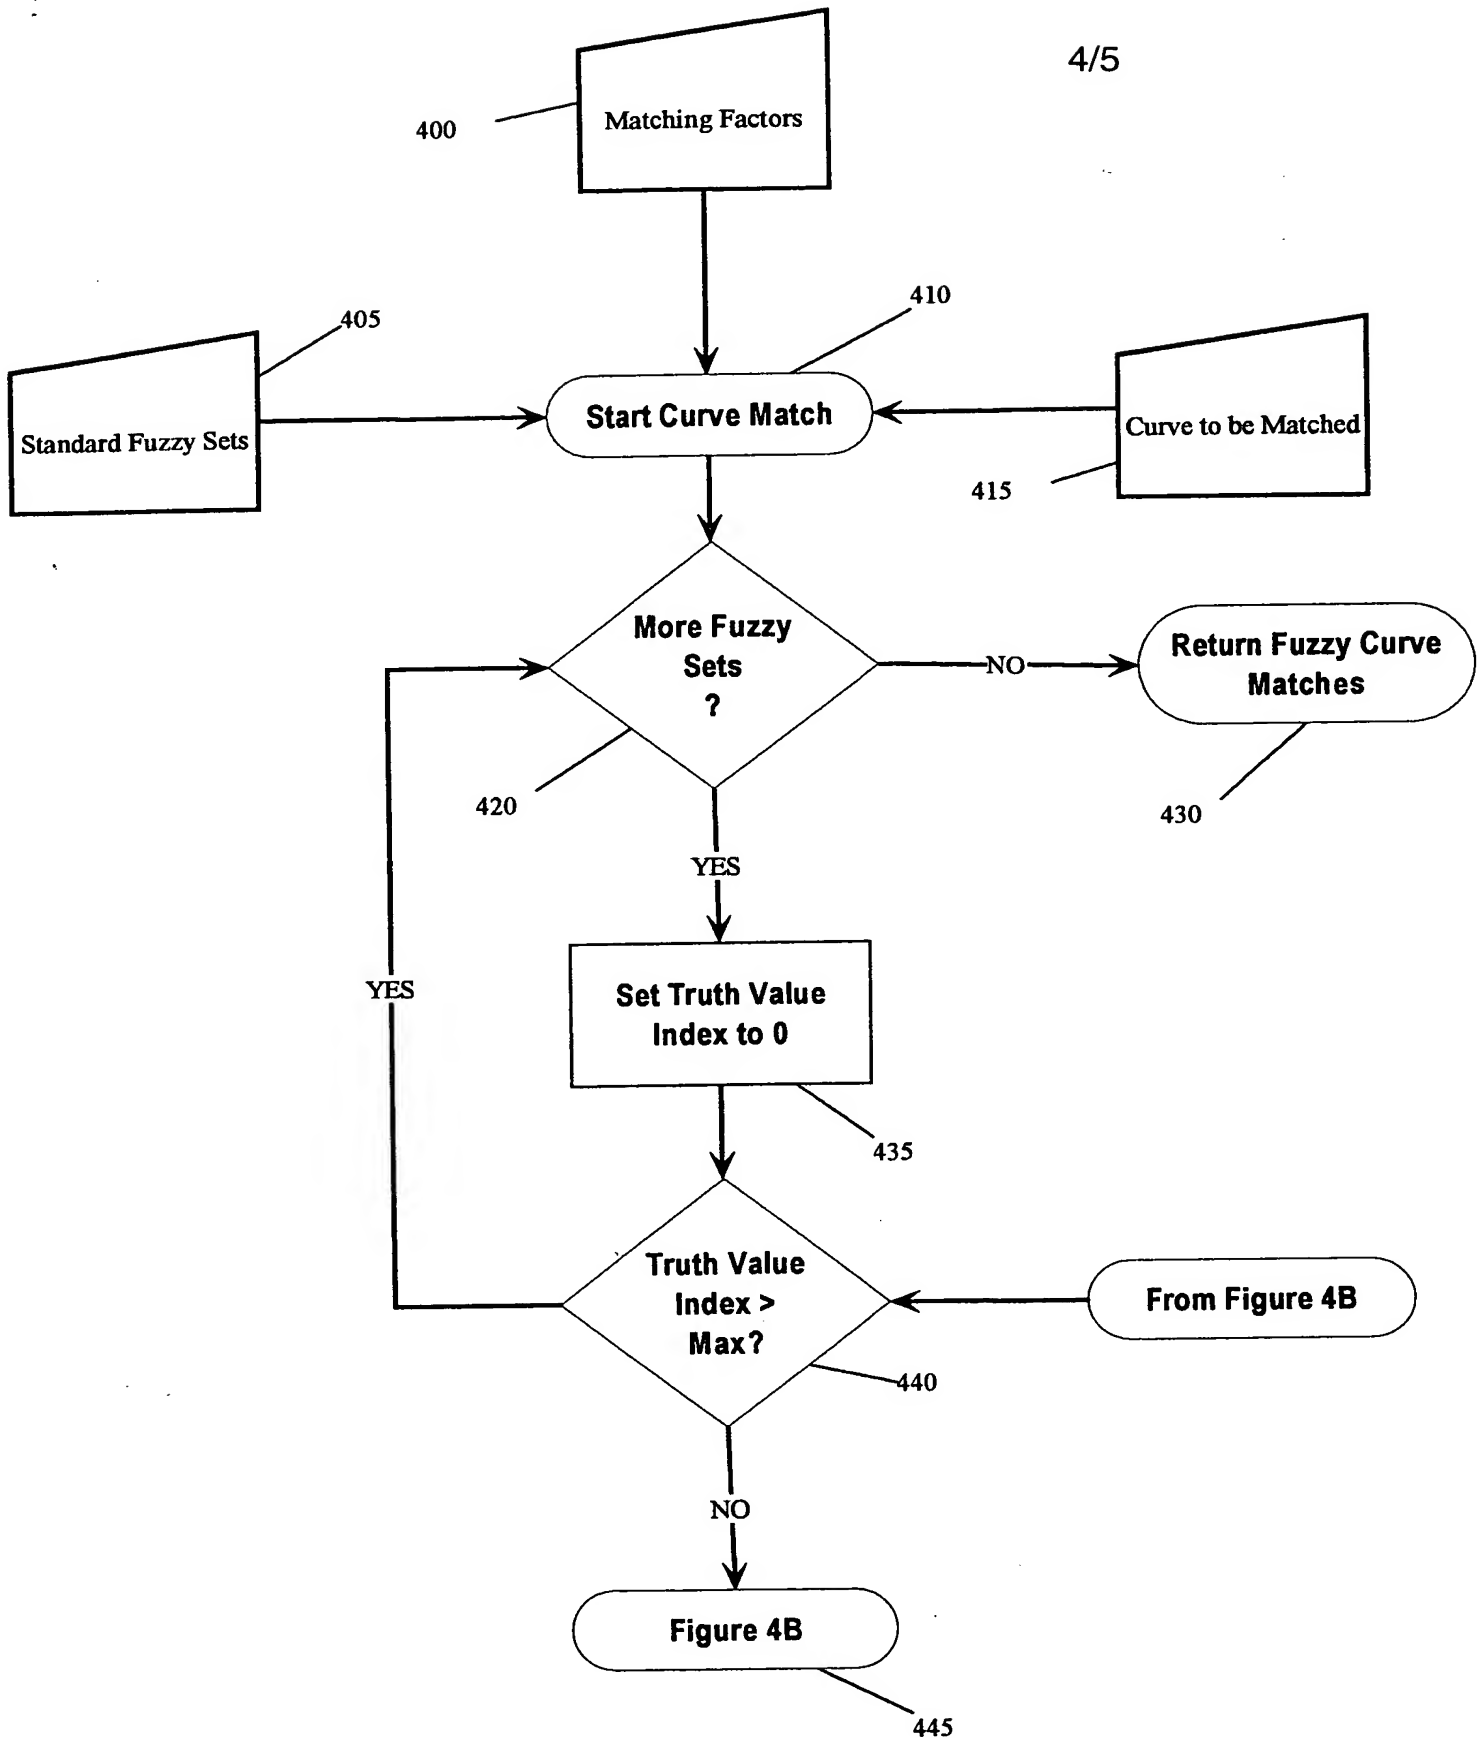 4/5
Matching Factors
400
410
405
Start Curve Match
Standard Fuzzy Sets
Curve to be Matched
415
More Fuzzy
Sets
?
NO
Return Fuzzy Curve
Matches
420
430
YES
YES
Set Truth Value
Index to 0
435
Truth Value
Index >
Max?
From Figure 4B
440
NO
Figure 4B
445